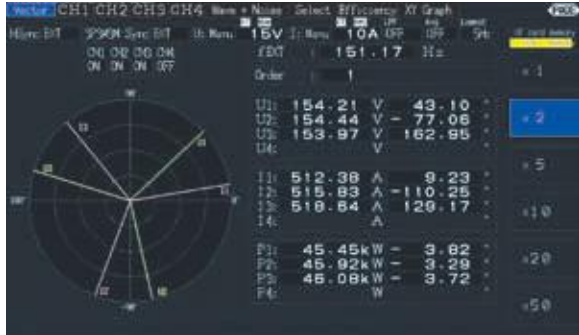 Vector CH1 CH2 CH3 CH4 Wave + Noise Select Efficiency XY Graph
HSync EXT 3P3W3M Sync EXT U: Manu 15V I: Manu 10A OFF OFF 5Hz
CH1 CH2 CH3 CH4
ON ON ON OFF
fEXT : 151.17 Hz
Order : 1
U1: 154.21 V 43.10 °
U2: 154.44 V - 77.06 °
U3: 153.97 V 162.95 °
U4: V °
I1: 512.38 A 9.23 °
I2: 515.83 A -110.25 °
I3: 518.64 A 129.17 °
I4: A °
P1: 45.45kW - 3.82 °
P2: 45.92kW - 3.29 °
P3: 46.08kW - 3.72 °
P4: W °
×1
×2
×5
×10
×20
×50